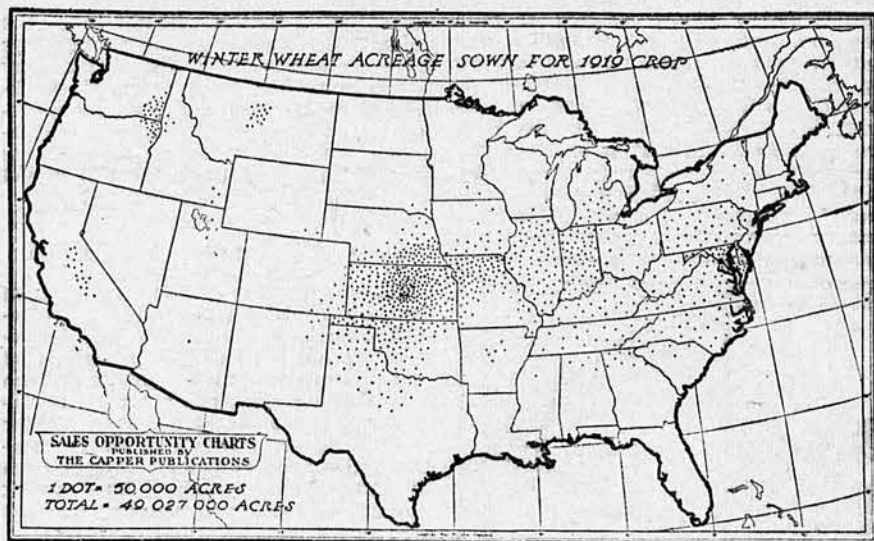 WINTER WHEAT ACREAGE SOWN FOR 1919 CROP
SALES OPPORTUNITY CHARTS
PUBLISHED BY
THE CAPPER PUBLICATIONS
1 DOT = 50,000 ACRES
TOTAL = 49,027,000 ACRES